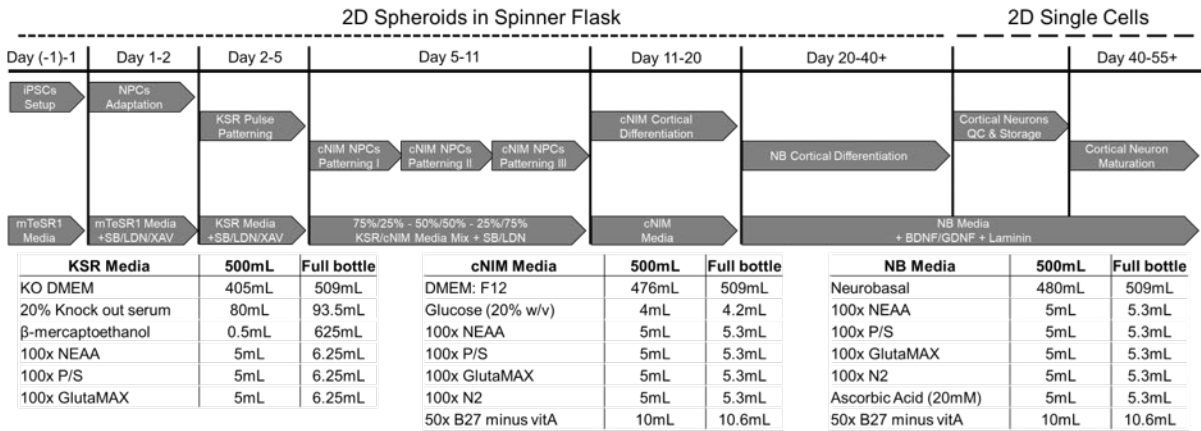 2D Spheroids in Spinner Flask
2D Single Cells
Day (-1)-1
Day 1-2
Day 2-5
Day 5-11
Day 11-20
Day 20-40+
Day 40-55+
iPSCs
Setup
NPCs
Adaptation
KSR Pulse
Patterning
cNIM NPCs
Patterning I
cNIM NPCs
Patterning II
cNIM NPCs
Patterning III
cNIM Cortical
Differentiation
NB Cortical Differentiation
Cortical Neurons
QC & Storage
Cortical Neuron
Maturation
mTeSR1
Media
mTeSR1 Media
+SB/LDN/XAV
KSR Media
+SB/LDN/XAV
75%/25% - 50%/50% - 25%/75%
KSR/cNIM Media Mix + SB/LDN
cNIM
Media
NB Media
+ BDNF/GDNF + Laminin
KSR Media 500mL Full bottle
KO DMEM 405mL 509mL
20% Knock out serum 80mL 93.5mL
β-mercaptoethanol 0.5mL 625mL
100x NEAA 5mL 6.25mL
100x P/S 5mL 6.25mL
100x GlutaMAX 5mL 6.25mL
cNIM Media 500mL Full bottle
DMEM: F12 476mL 509mL
Glucose (20% w/v) 4mL 4.2mL
100x NEAA 5mL 5.3mL
100x P/S 5mL 5.3mL
100x GlutaMAX 5mL 5.3mL
100x N2 5mL 5.3mL
50x B27 minus vitA 10mL 10.6mL
NB Media 500mL Full bottle
Neurobasal 480mL 509mL
100x NEAA 5mL 5.3mL
100x P/S 5mL 5.3mL
100x GlutaMAX 5mL 5.3mL
100x N2 5mL 5.3mL
Ascorbic Acid (20mM) 5mL 5.3mL
50x B27 minus vitA 10mL 10.6mL